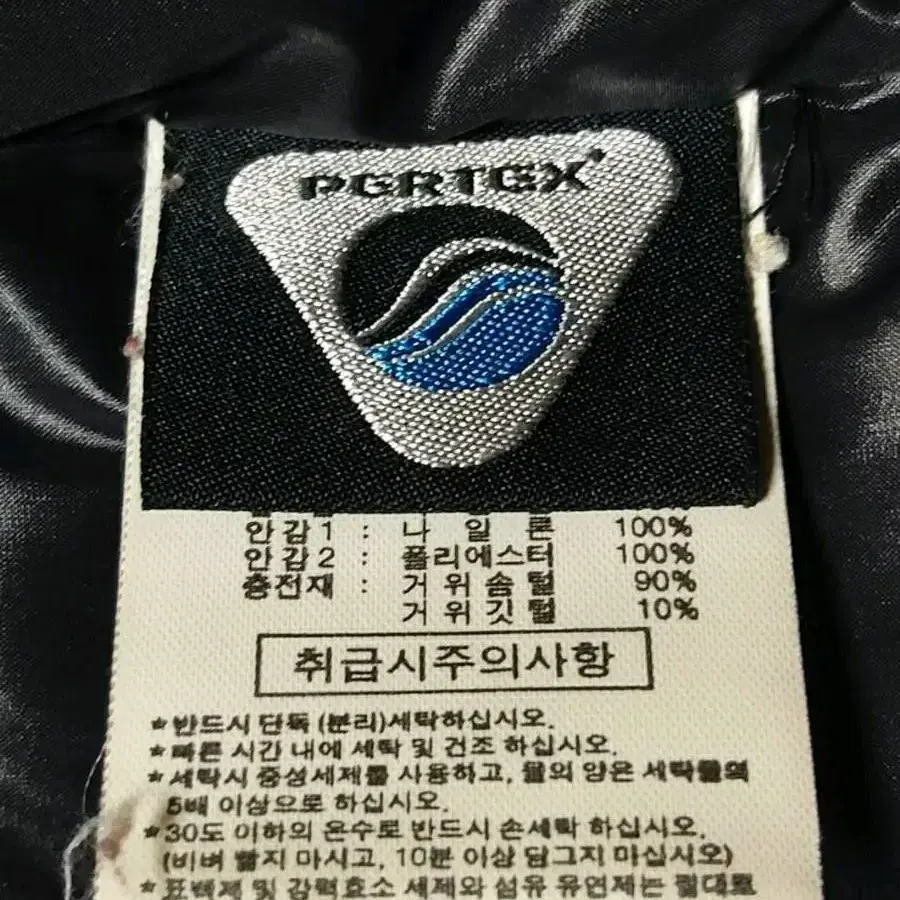 PERTEX
안감1 : 나 일 론 100%
안감2 : 폴리에스터 100%
충전재 : 거위솜털 90%
거위깃털 10%
취급시주의사항
*반드시 단독 (분리)세탁하십시오.
*빠른 시간 내에 세탁 및 건조 하십시오.
*세탁시 중성세제를 사용하고, 물의 양은 세탁물의
5배 이상으로 하십시오.
*30도 이하의 온수로 반드시 손세탁 하십시오.
(비벼 빨지 마시고, 10분 이상 담그지 마십시오)
*표백제 및 강력효소 세제와 섬유 유연제는 절대로